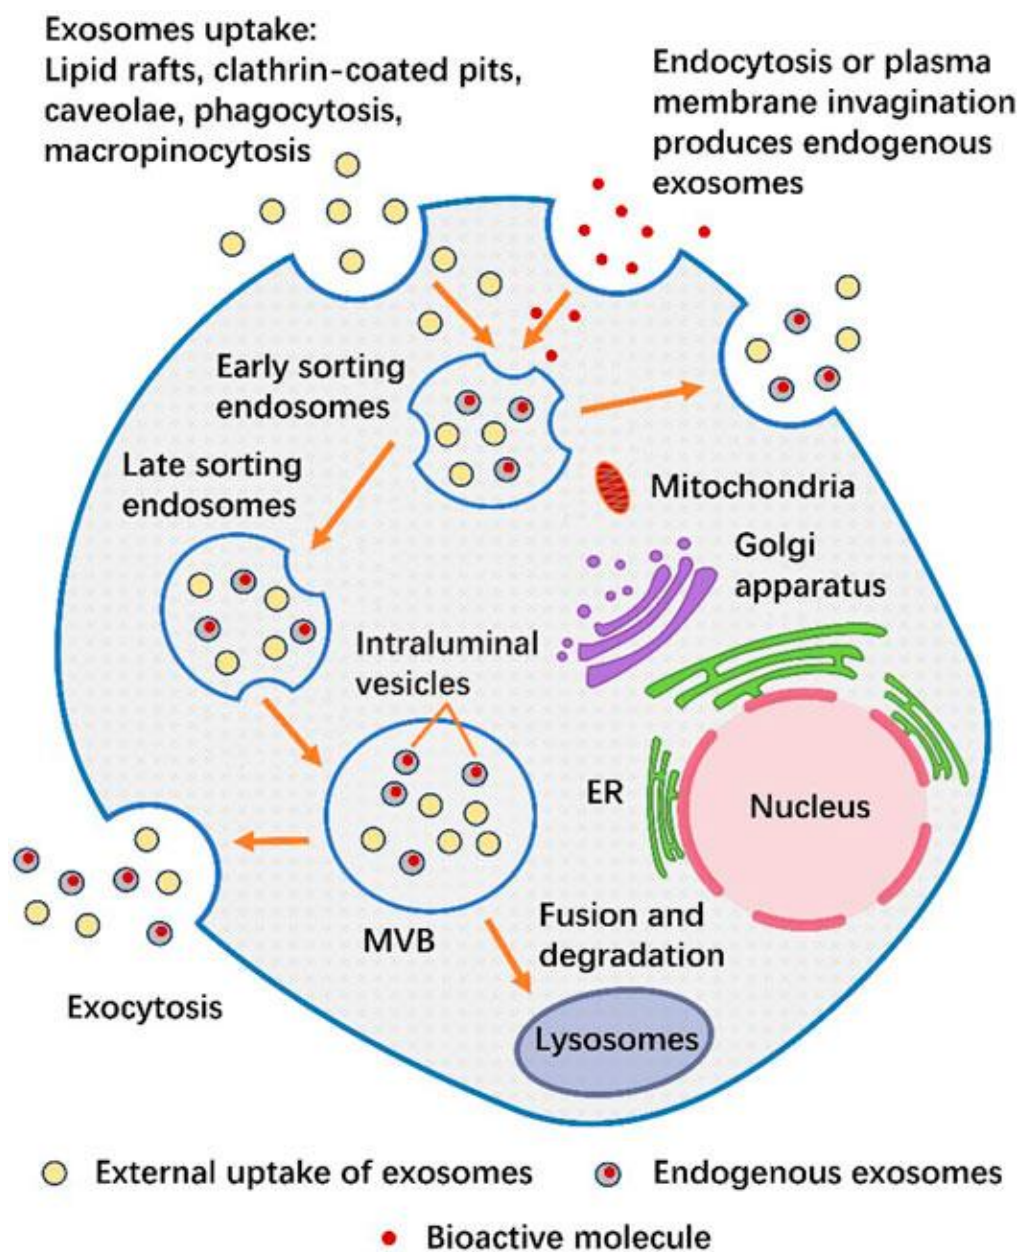 Exosomes uptake:
Lipid rafts, clathrin-coated pits,
caveolae, phagocytosis,
macropinocytosis
Endocytosis or plasma
membrane invagination
produces endogenous
exosomes
Early sorting
endosomes
Late sorting
endosomes
Mitochondria
Golgi
apparatus
Intraluminal
vesicles
ER
Nucleus
MVB
Fusion and
degradation
Exocytosis
Lysosomes
External uptake of exosomes
Endogenous exosomes
Bioactive molecule